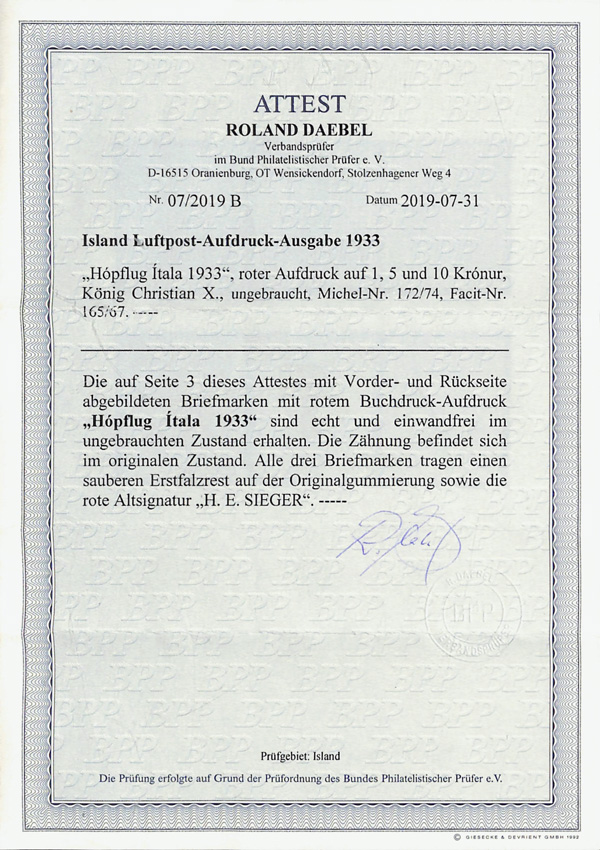 ATTEST
ROLAND DAEBEL
Verbandsprüfer
im Bund Philatelistischer Prüfer e. V.
D-16515 Oranienburg, OT Wensickendorf, Stolzenhagener Weg 4
Nr. 07/2019 B Datum 2019-07-31
Island Luftpost-Aufdruck-Ausgabe 1933
„Hópflug Ítala 1933“, roter Aufdruck auf 1, 5 und 10 Krónur,
König Christian X., ungebraucht, Michel-Nr. 172/74, Facit-Nr.
165/67. -----
Die auf Seite 3 dieses Attestes mit Vorder- und Rückseite
abgebildeten Briefmarken mit rotem Buchdruck-Aufdruck
„Hópflug Ítala 1933“ sind echt und einwandfrei im
ungebrauchten Zustand erhalten. Die Zähnung befindet sich
im originalen Zustand. Alle drei Briefmarken tragen einen
sauberen Erstfalzrest auf der Originalgummierung sowie die
rote Altsignatur „H. E. SIEGER“. -----
BPP
Prüfgebiet: Island
Die Prüfung erfolgte auf Grund der Prüfordnung des Bundes Philatelistischer Prüfer e.V.
© GIESECKE & DEVRIENT GMBH 1992